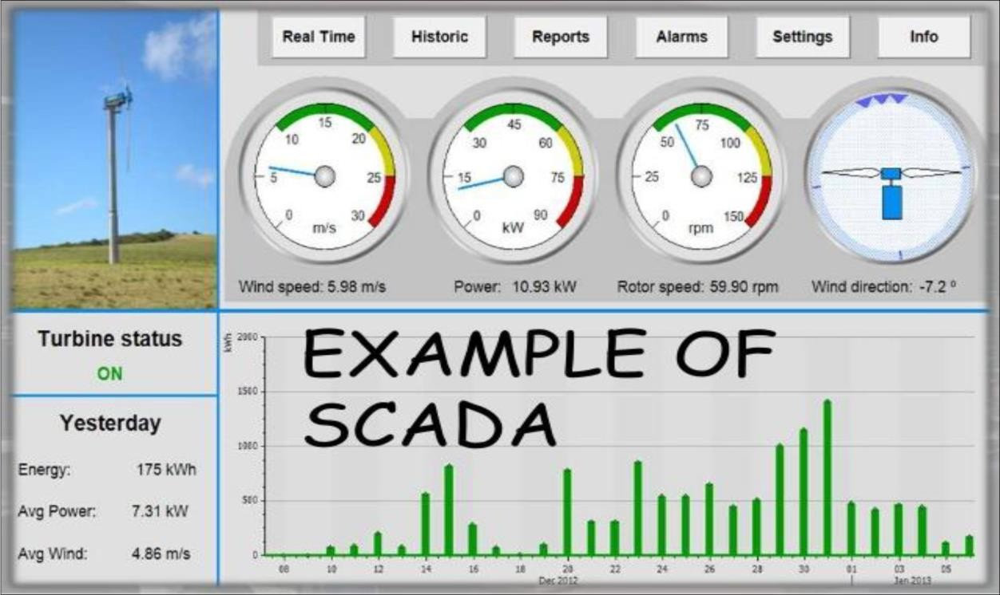 Real Time Historic Reports Alarms Settings Info
15
10 20
5 25
0 30
m/s
45
30 60
15 75
0 90
kW
75
50 100
25 125
0 150
rpm
Wind speed: 5.98 m/s Power: 10.93 kW Rotor speed: 59.90 rpm Wind direction: -7.2 º
Turbine status
ON
Yesterday
Energy: 175 kWh
Avg Power: 7.31 kW
Avg Wind: 4.86 m/s
EXAMPLE OF
SCADA
kWh
2000
1500
1000
500
0
08 10 12 14 16 18 20 22 24 26 28 30 01 03 05
Dec 2012 Jan 2013